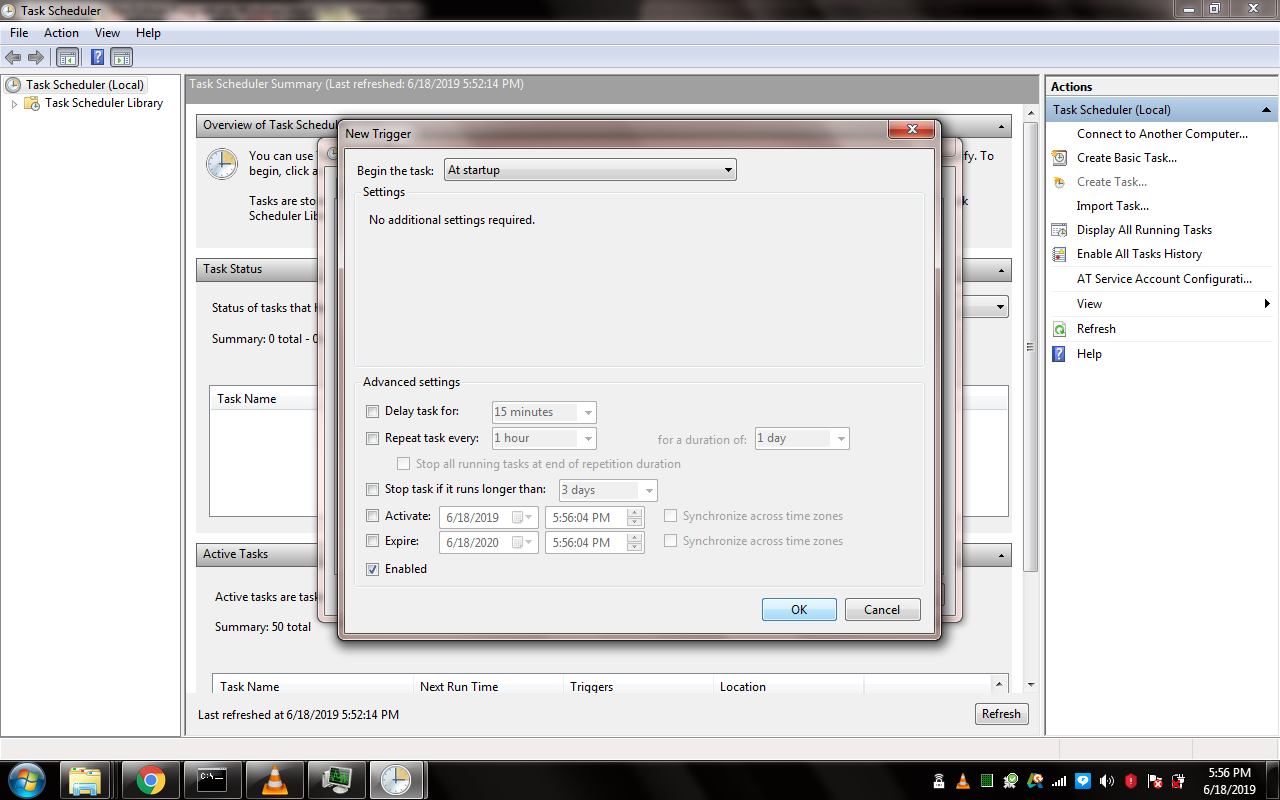 Task Scheduler
File Action View Help
Task Scheduler (Local)
Task Scheduler Library
Task Scheduler Summary (Last refreshed: 6/18/2019 5:52:14 PM)
Overview of Task Schedul
You can use
fy. To
begin, click a
Tasks are sto
k
Scheduler Lib
Task Status
Status of tasks that h
Summary: 0 total - 0
Task Name
Active Tasks
Active tasks are task
Summary: 50 total
Task Name Next Run Time Triggers Location
Last refreshed at 6/18/2019 5:52:14 PM
Refresh
New Trigger
Begin the task: At startup
Settings
No additional settings required.
Advanced settings
Delay task for: 15 minutes
Repeat task every: 1 hour for a duration of: 1 day
Stop all running tasks at end of repetition duration
Stop task if it runs longer than: 3 days
Activate: 6/18/2019 5:56:04 PM Synchronize across time zones
Expire: 6/18/2020 5:56:04 PM Synchronize across time zones
Enabled
OK Cancel
Actions
Task Scheduler (Local)
Connect to Another Computer...
Create Basic Task...
Create Task...
Import Task...
Display All Running Tasks
Enable All Tasks History
AT Service Account Configurati...
View
Refresh
Help
5:56 PM
6/18/2019